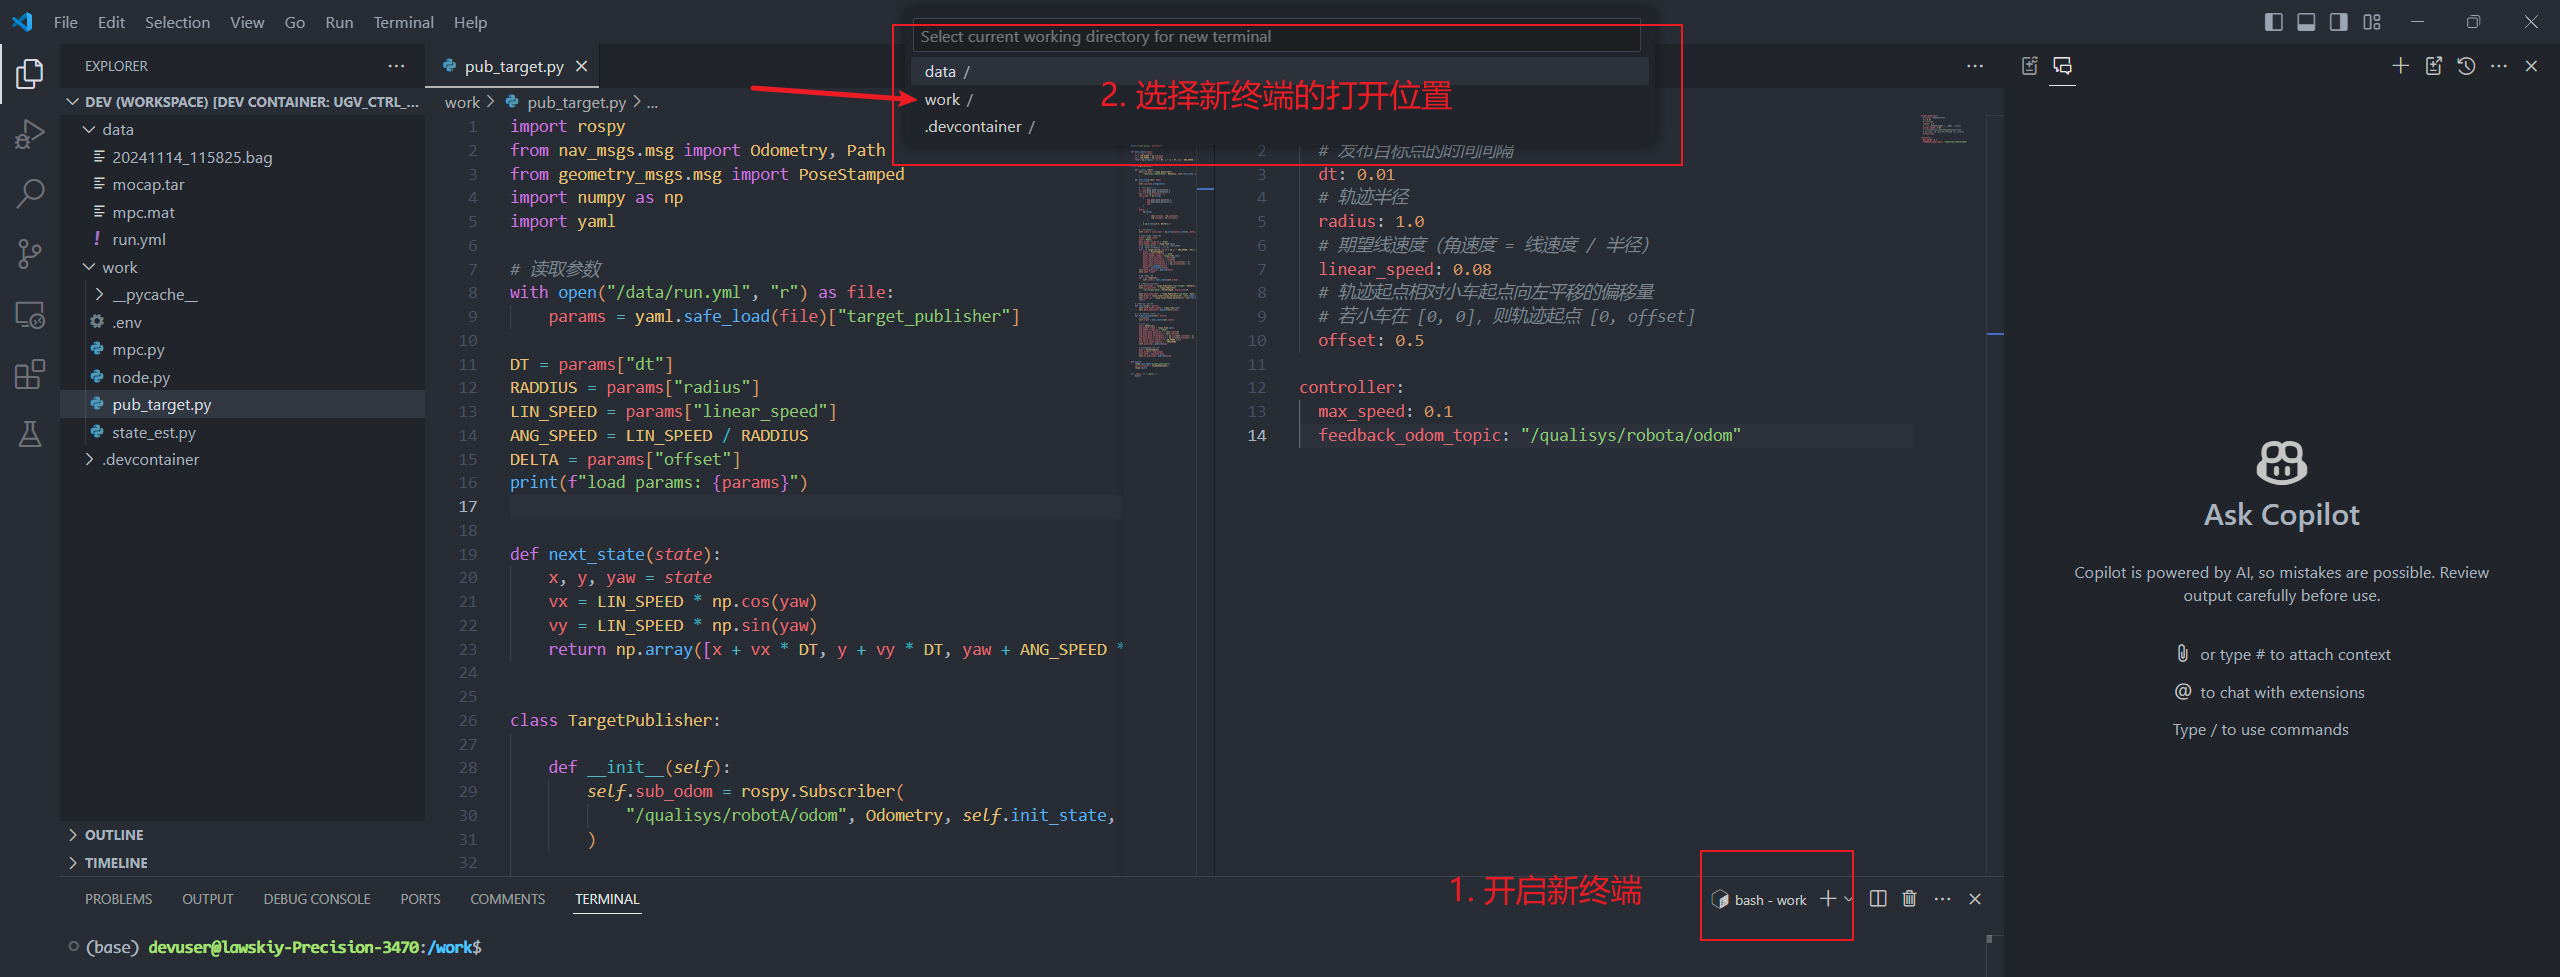 File Edit Selection View Go Run Terminal Help
EXPLORER
DEV (WORKSPACE) [DEV CONTAINER: UGV_CTRL_...
data
20241114_115825.bag
mocap.tar
mpc.mat
! run.yml
work
__pycache__
.env
mpc.py
node.py
pub_target.py
state_est.py
.devcontainer
OUTLINE
TIMELINE
pub_target.py
work > pub_target.py > ...
1 import rospy
2 from nav_msgs.msg import Odometry, Path
3 from geometry_msgs.msg import PoseStamped
4 import numpy as np
5 import yaml
6
7 # 读取参数
8 with open("/data/run.yml", "r") as file:
9 params = yaml.safe_load(file)["target_publisher"]
10
11 DT = params["dt"]
12 RADDIUS = params["radius"]
13 LIN_SPEED = params["linear_speed"]
14 ANG_SPEED = LIN_SPEED / RADDIUS
15 DELTA = params["offset"]
16 print(f"load params: {params}")
17
18
19 def next_state(state):
20 x, y, yaw = state
21 vx = LIN_SPEED * np.cos(yaw)
22 vy = LIN_SPEED * np.sin(yaw)
23 return np.array([x + vx * DT, y + vy * DT, yaw + ANG_SPEED *
24
25
26 class TargetPublisher:
27
28 def __init__(self):
29 self.sub_odom = rospy.Subscriber(
30 "/qualisys/robotA/odom", Odometry, self.init_state,
31 )
32
Select current working directory for new terminal
data /
work /
.devcontainer /
2. 选择新终端的打开位置
2 # 发布目标点的时间间隔
3 dt: 0.01
4 # 轨迹半径
5 radius: 1.0
6 # 期望线速度（角速度 = 线速度 / 半径）
7 linear_speed: 0.08
8 # 轨迹起点相对小车起点向左平移的偏移量
9 # 若小车在 [0, 0]，则轨迹起点 [0, offset]
10 offset: 0.5
11
12 controller:
13 max_speed: 0.1
14 feedback_odom_topic: "/qualisys/robota/odom"
Ask Copilot
Copilot is powered by AI, so mistakes are possible. Review
output carefully before use.
or type # to attach context
@ to chat with extensions
Type / to use commands
1. 开启新终端
PROBLEMS OUTPUT DEBUG CONSOLE PORTS COMMENTS TERMINAL
bash - work
(base) devuser@lawskiy-Precision-3470:/work$